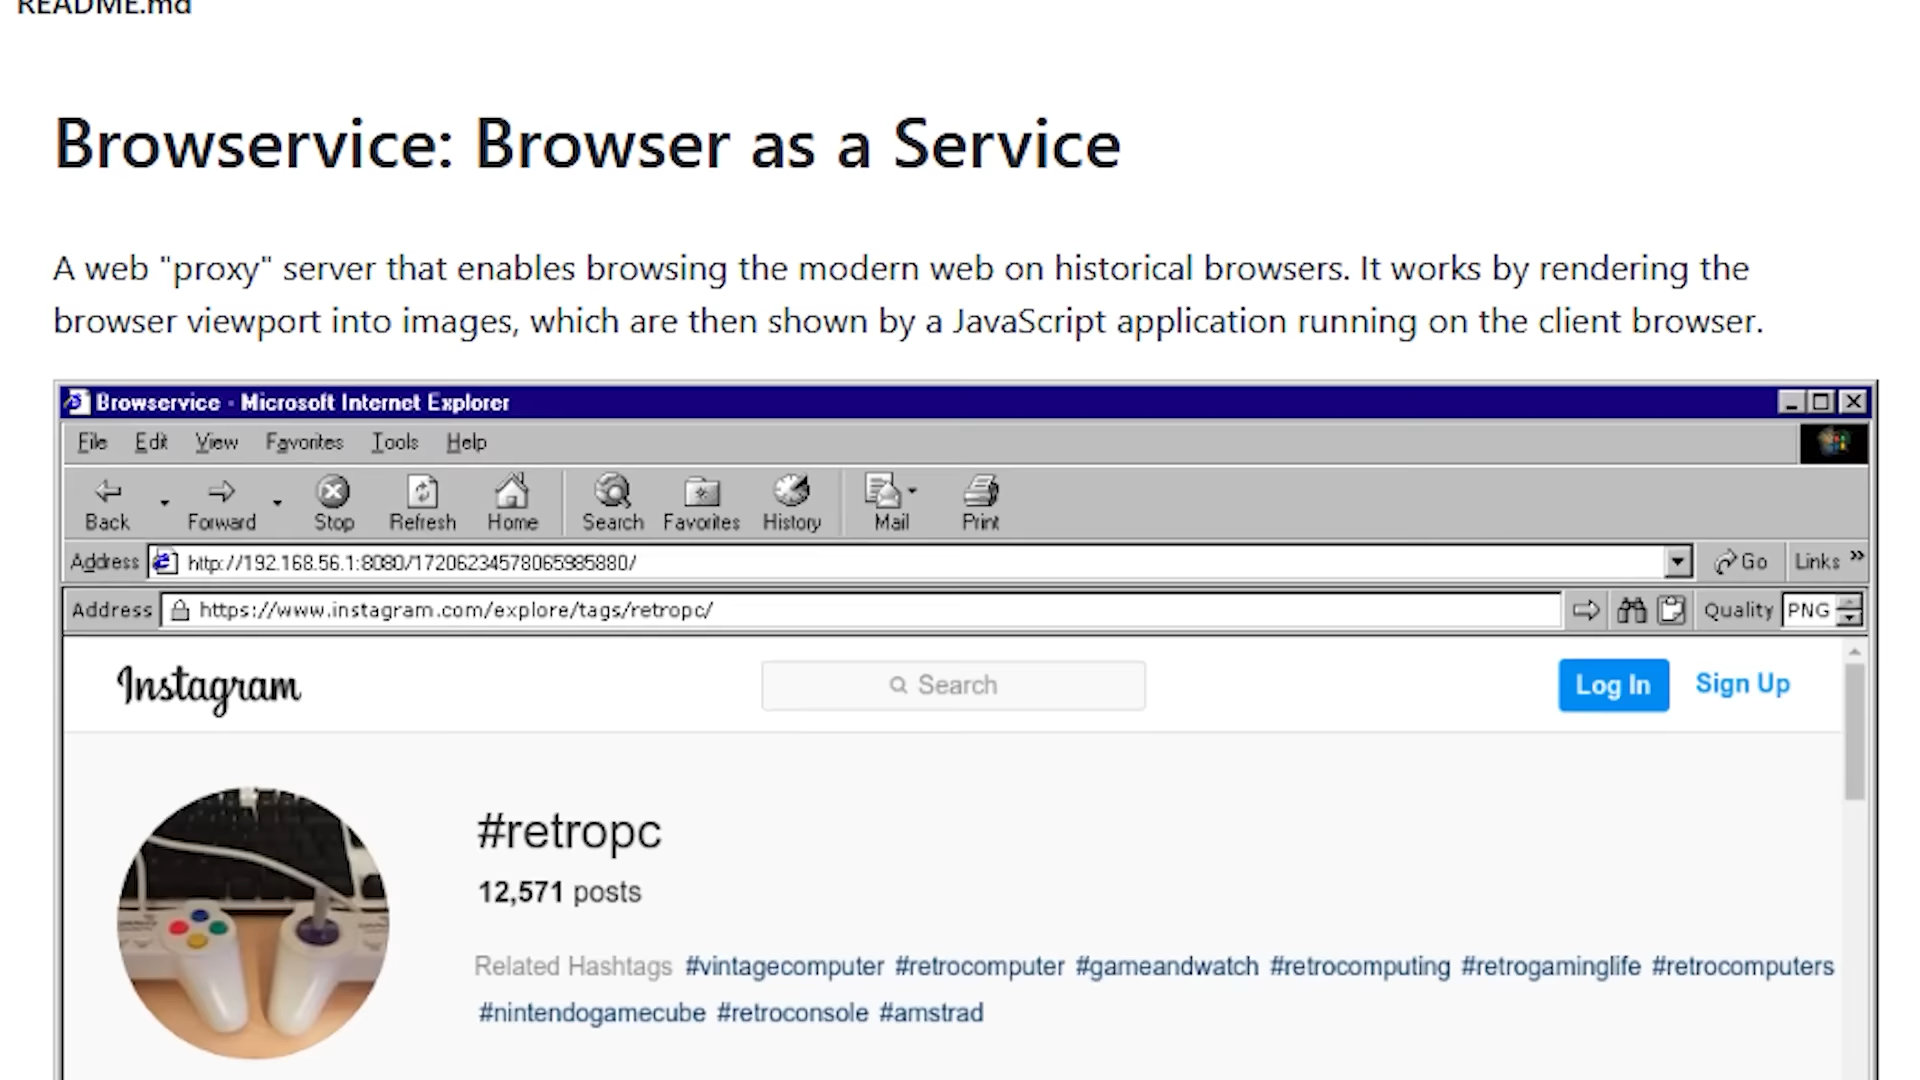 README.md
Browservice: Browser as a Service
A web "proxy" server that enables browsing the modern web on historical browsers. It works by rendering the
browser viewport into images, which are then shown by a JavaScript application running on the client browser.
Browservice - Microsoft Internet Explorer
File Edit View Favorites Tools Help
Back Forward Stop Refresh Home Search Favorites History Mail Print
Address http://192.168.56.1:8080/17206234578065985880/ Go Links »
Address https://www.instagram.com/explore/tags/retropc/ Quality PNG
Instagram Search Log In Sign Up
#retropc
12,571 posts
Related Hashtags #vintagecomputer #retrocomputer #gameandwatch #retrocomputing #retrogaminglife #retrocomputers
#nintendogamecube #retroconsole #amstrad